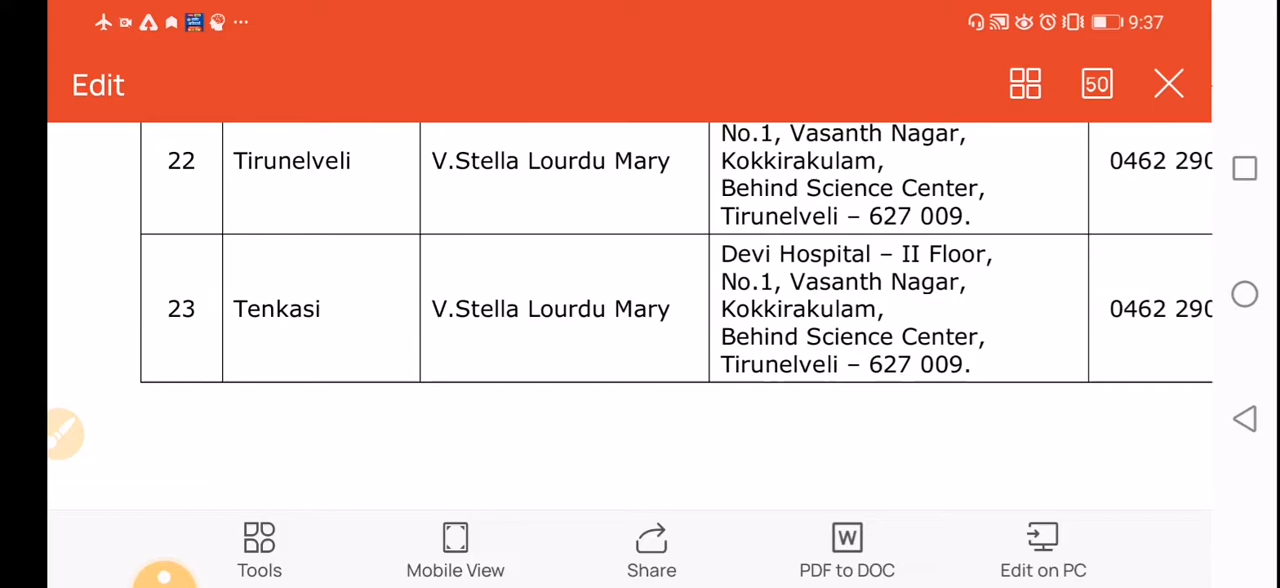 9:37
Edit
50
22 Tirunelveli V.Stella Lourdu Mary
No.1, Vasanth Nagar,
Kokkirakulam,
Behind Science Center,
Tirunelveli – 627 009.
0462 290
23 Tenkasi V.Stella Lourdu Mary
Devi Hospital – II Floor,
No.1, Vasanth Nagar,
Kokkirakulam,
Behind Science Center,
Tirunelveli – 627 009.
0462 290
W
Tools Mobile View Share PDF to DOC Edit on PC